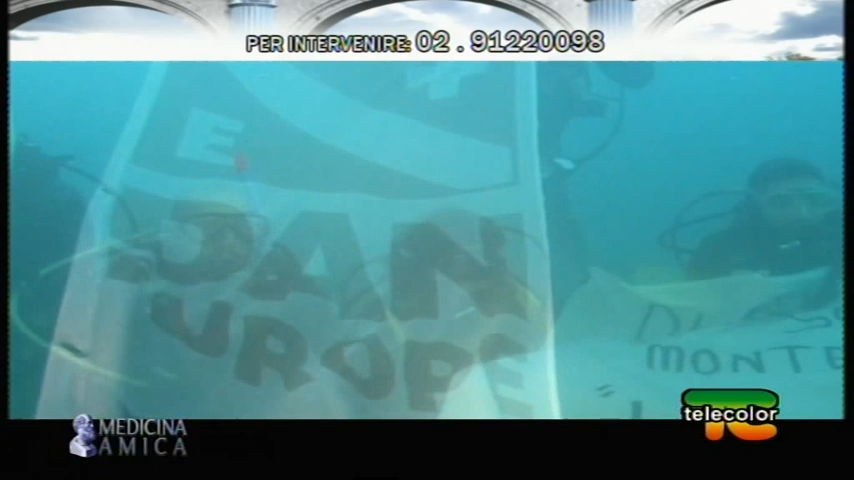 PER INTERVENIRE: 02 . 91220098
E
DAN
EUROPE
MONTE
telecolor
MEDICINA
AMICA